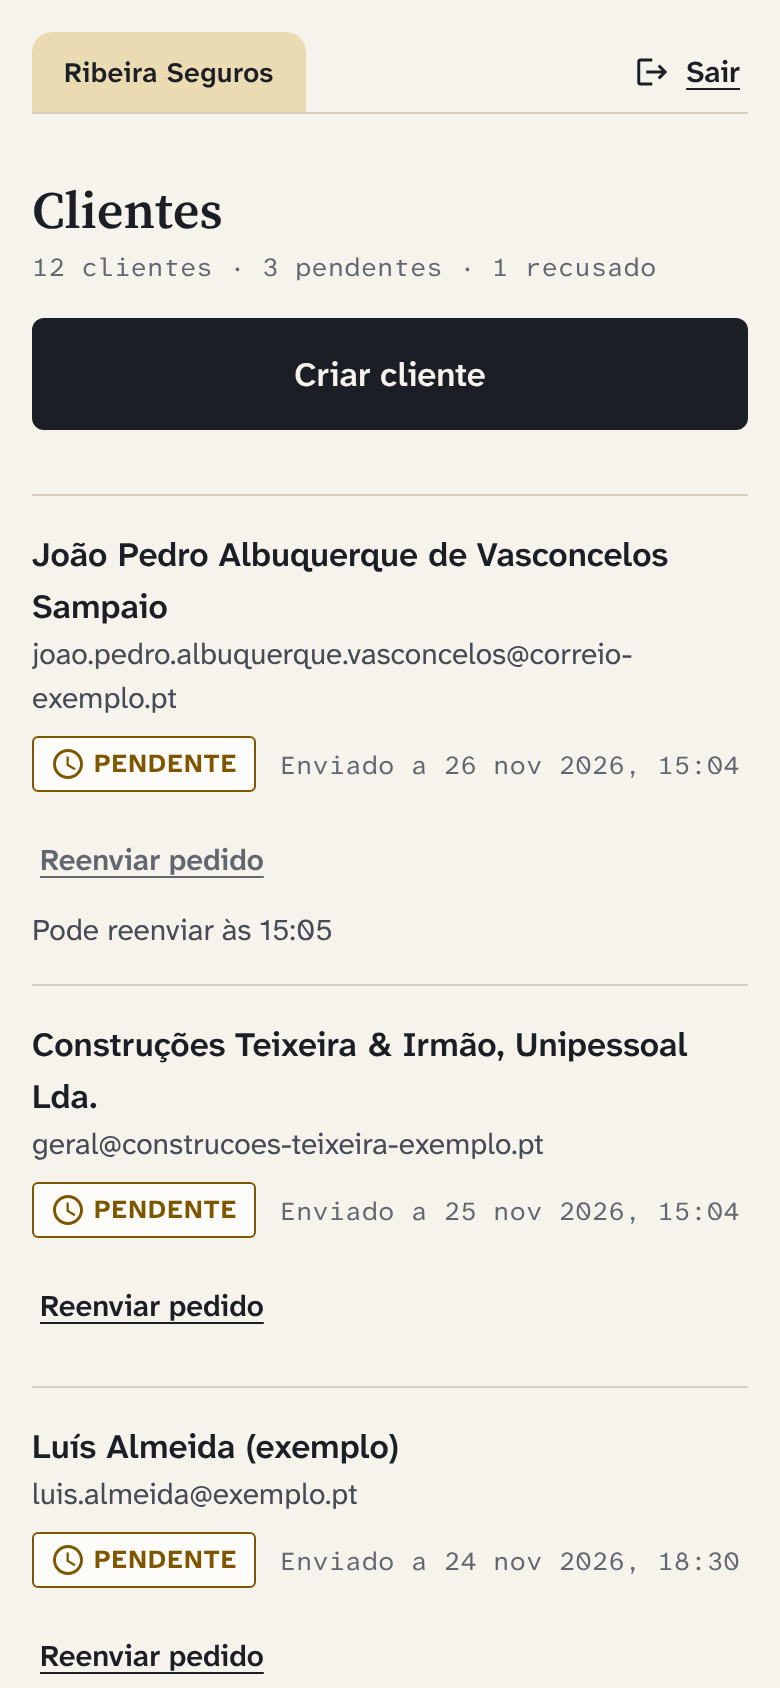 Ribeira Seguros
Sair
Clientes
12 clientes · 3 pendentes · 1 recusado
Criar cliente
João Pedro Albuquerque de Vasconcelos
Sampaio
joao.pedro.albuquerque.vasconcelos@correio-
exemplo.pt
PENDENTE Enviado a 26 nov 2026, 15:04
Reenviar pedido
Pode reenviar às 15:05
Construções Teixeira & Irmão, Unipessoal
Lda.
geral@construcoes-teixeira-exemplo.pt
PENDENTE Enviado a 25 nov 2026, 15:04
Reenviar pedido
Luís Almeida (exemplo)
luis.almeida@exemplo.pt
PENDENTE Enviado a 24 nov 2026, 18:30
Reenviar pedido